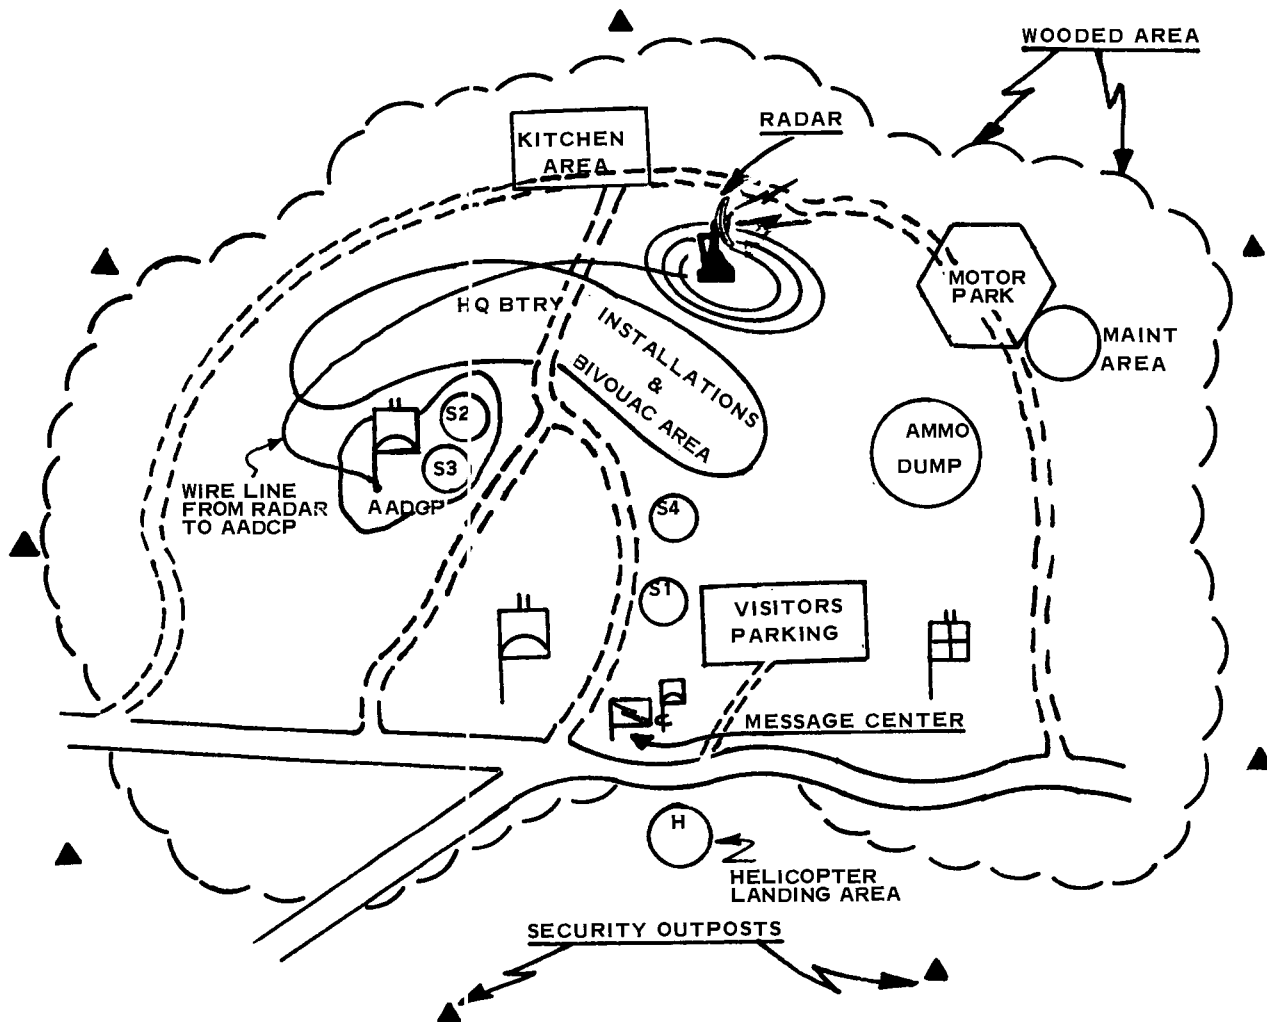 WOODED AREA
RADAR
KITCHEN
AREA
MOTOR
PARK
MAINT
AREA
HQ BTRY
INSTALLATIONS
&
BIVOUAC AREA
S2
S3
AADCP
WIRE LINE
FROM RADAR
TO AADCP
AMMO
DUMP
S4
S1
VISITORS
PARKING
MESSAGE CENTER
C
H
HELICOPTER
LANDING AREA
SECURITY OUTPOSTS